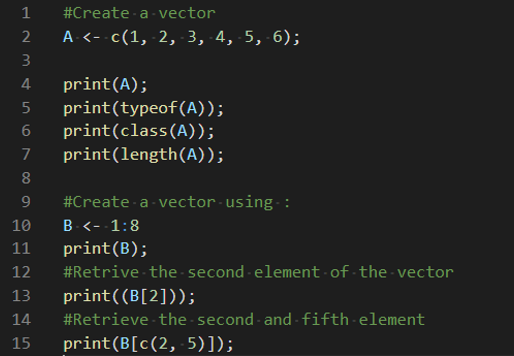 1 #Create a vector
2 A <- c(1, 2, 3, 4, 5, 6);
3
4 print(A);
5 print(typeof(A));
6 print(class(A));
7 print(length(A));
8
9 #Create a vector using :
10 B <- 1:8
11 print(B);
12 #Retrive the second element of the vector
13 print((B[2]));
14 #Retrieve the second and fifth element
15 print(B[c(2, 5)]);